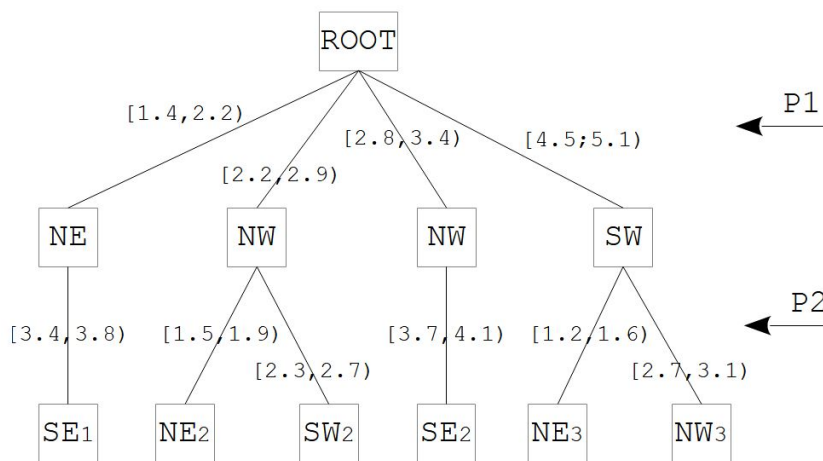 ROOT
[1.4,2.2)
[2.2,2.9)
[2.8,3.4)
[4.5;5.1)
P1
NE
NW
NW
SW
P2
[3.4,3.8)
[1.5,1.9)
[2.3,2.7)
[3.7,4.1)
[1.2,1.6)
[2.7,3.1)
SE1
NE2
SW2
SE2
NE3
NW3